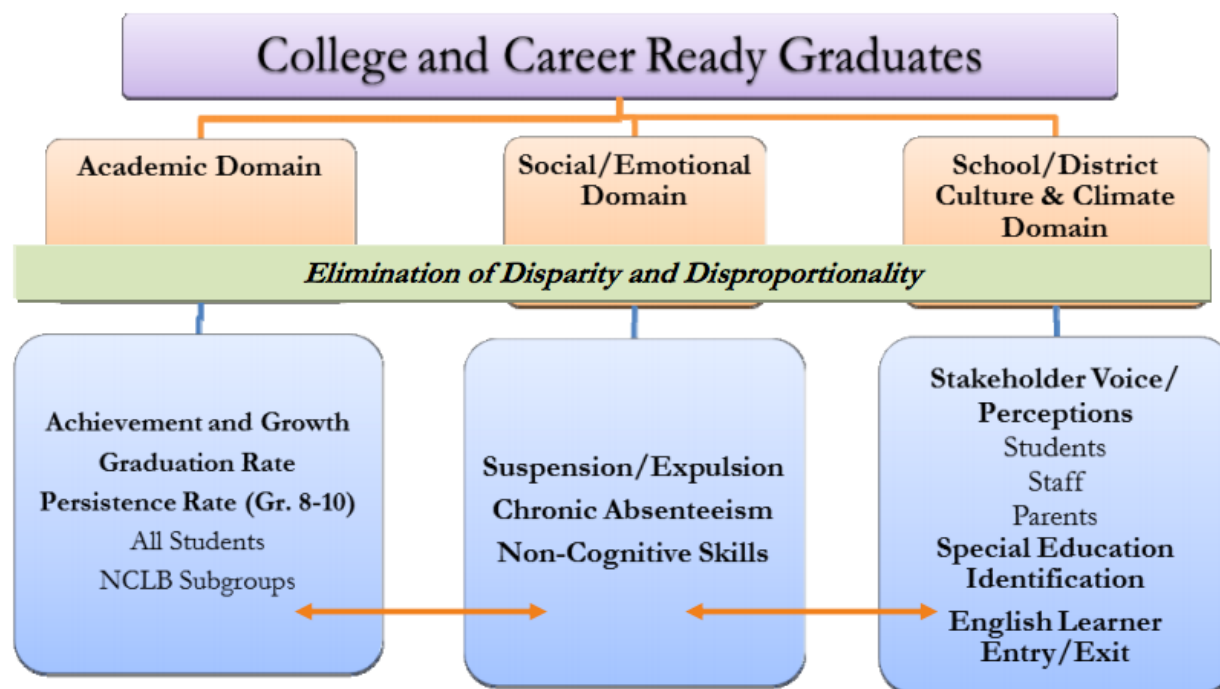 College and Career Ready Graduates
Academic Domain
Social/Emotional
Domain
School/District
Culture & Climate
Domain
Elimination of Disparity and Disproportionality
Achievement and Growth
Graduation Rate
Persistence Rate (Gr. 8-10)
All Students
NCLB Subgroups
Suspension/Expulsion
Chronic Absenteeism
Non-Cognitive Skills
Stakeholder Voice/
Perceptions
Students
Staff
Parents
Special Education
Identification
English Learner
Entry/Exit